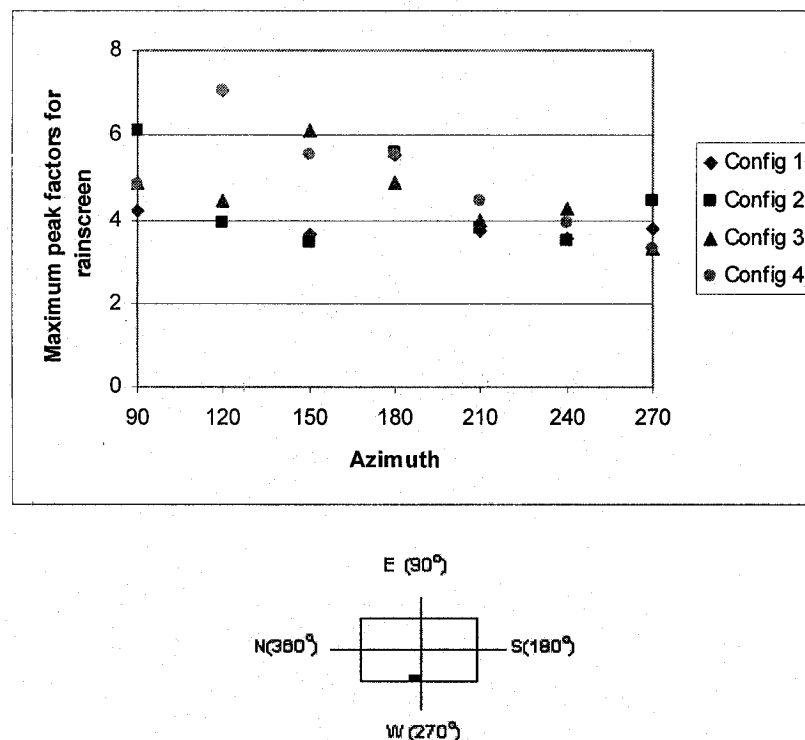 Maximum peak factors for
rainscreen
8
6
4
2
0
90 120 150 180 210 240 270
Azimuth
Config 1
Config 2
Config 3
Config 4
E (90°)
N(360°)
S(180°)
W(270°)